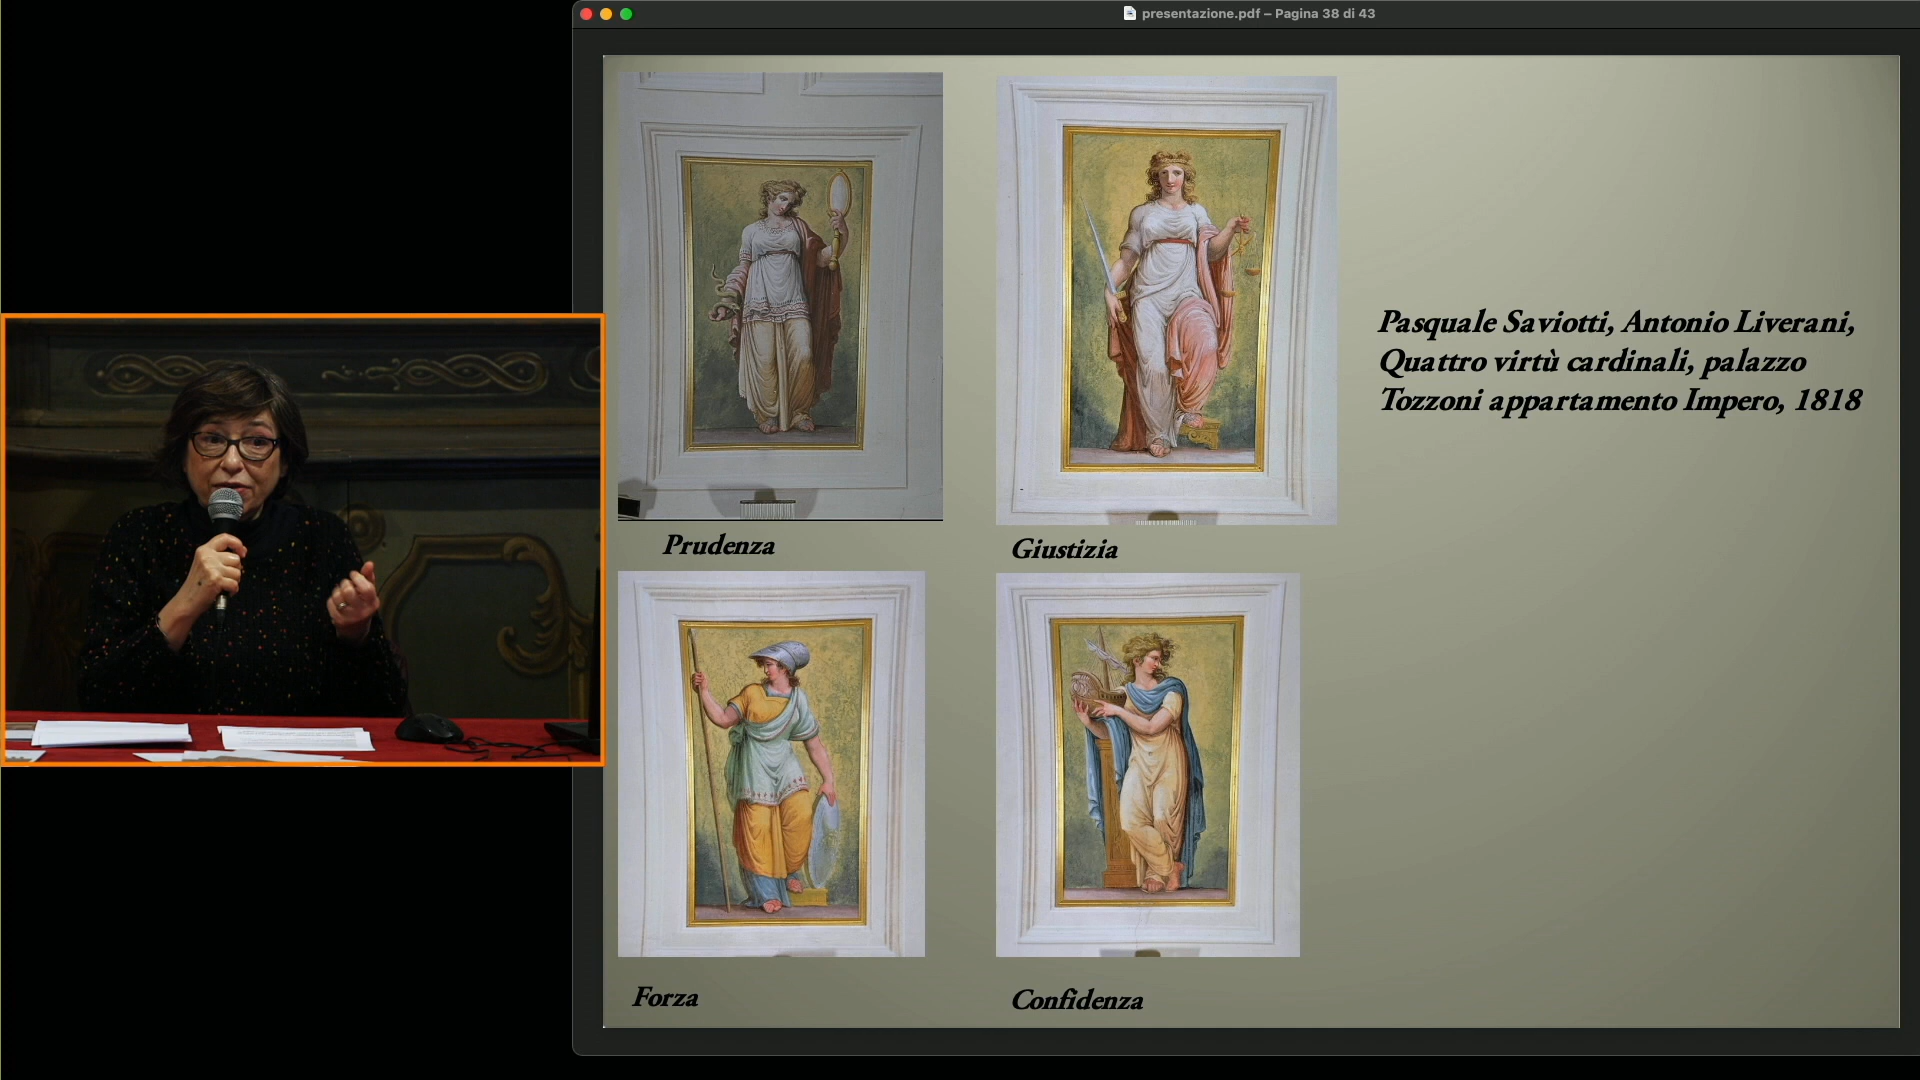 presentazione.pdf – Pagina 38 di 43
Pasquale Saviotti, Antonio Liverani,
Quattro virtù cardinali, palazzo
Tozzoni appartamento Impero, 1818
Prudenza
Giustizia
Forza
Confidenza